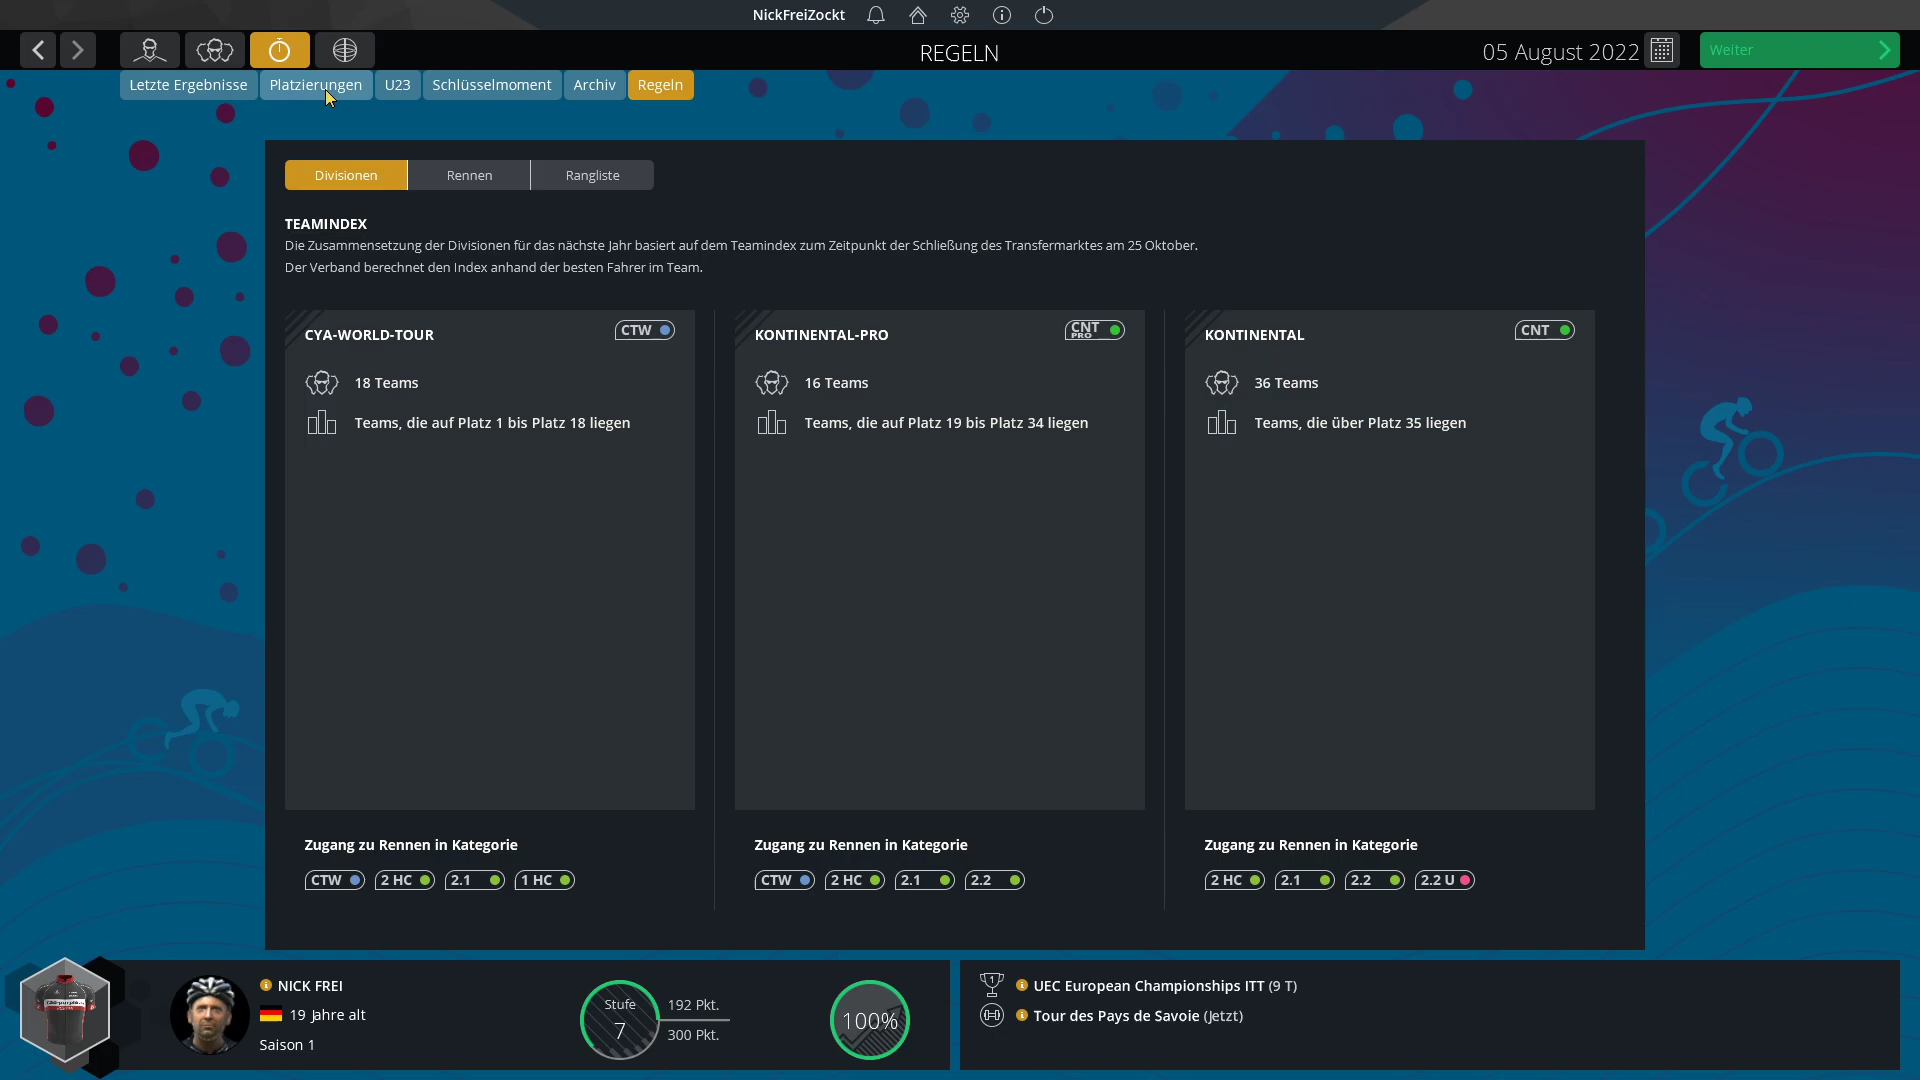 NickFreiZockt
REGELN
05 August 2022
Weiter
Letzte Ergebnisse
Platzierungen
U23
Schlüsselmoment
Archiv
Regeln
Divisionen
Rennen
Rangliste
TEAMINDEX
Die Zusammensetzung der Divisionen für das nächste Jahr basiert auf dem Teamindex zum Zeitpunkt der Schließung des Transfermarktes am 25 Oktober.
Der Verband berechnet den Index anhand der besten Fahrer im Team.
CYA-WORLD-TOUR
CTW
18 Teams
Teams, die auf Platz 1 bis Platz 18 liegen
Zugang zu Rennen in Kategorie
CTW
2 HC
2.1
1 HC
KONTINENTAL-PRO
CNT
PRO
16 Teams
Teams, die auf Platz 19 bis Platz 34 liegen
Zugang zu Rennen in Kategorie
CTW
2 HC
2.1
2.2
KONTINENTAL
CNT
36 Teams
Teams, die über Platz 35 liegen
Zugang zu Rennen in Kategorie
2 HC
2.1
2.2
2.2 U
NICK FREI
19 Jahre alt
Saison 1
Stufe
7
192 Pkt.
300 Pkt.
100%
UEC European Championships ITT (9 T)
Tour des Pays de Savoie (Jetzt)